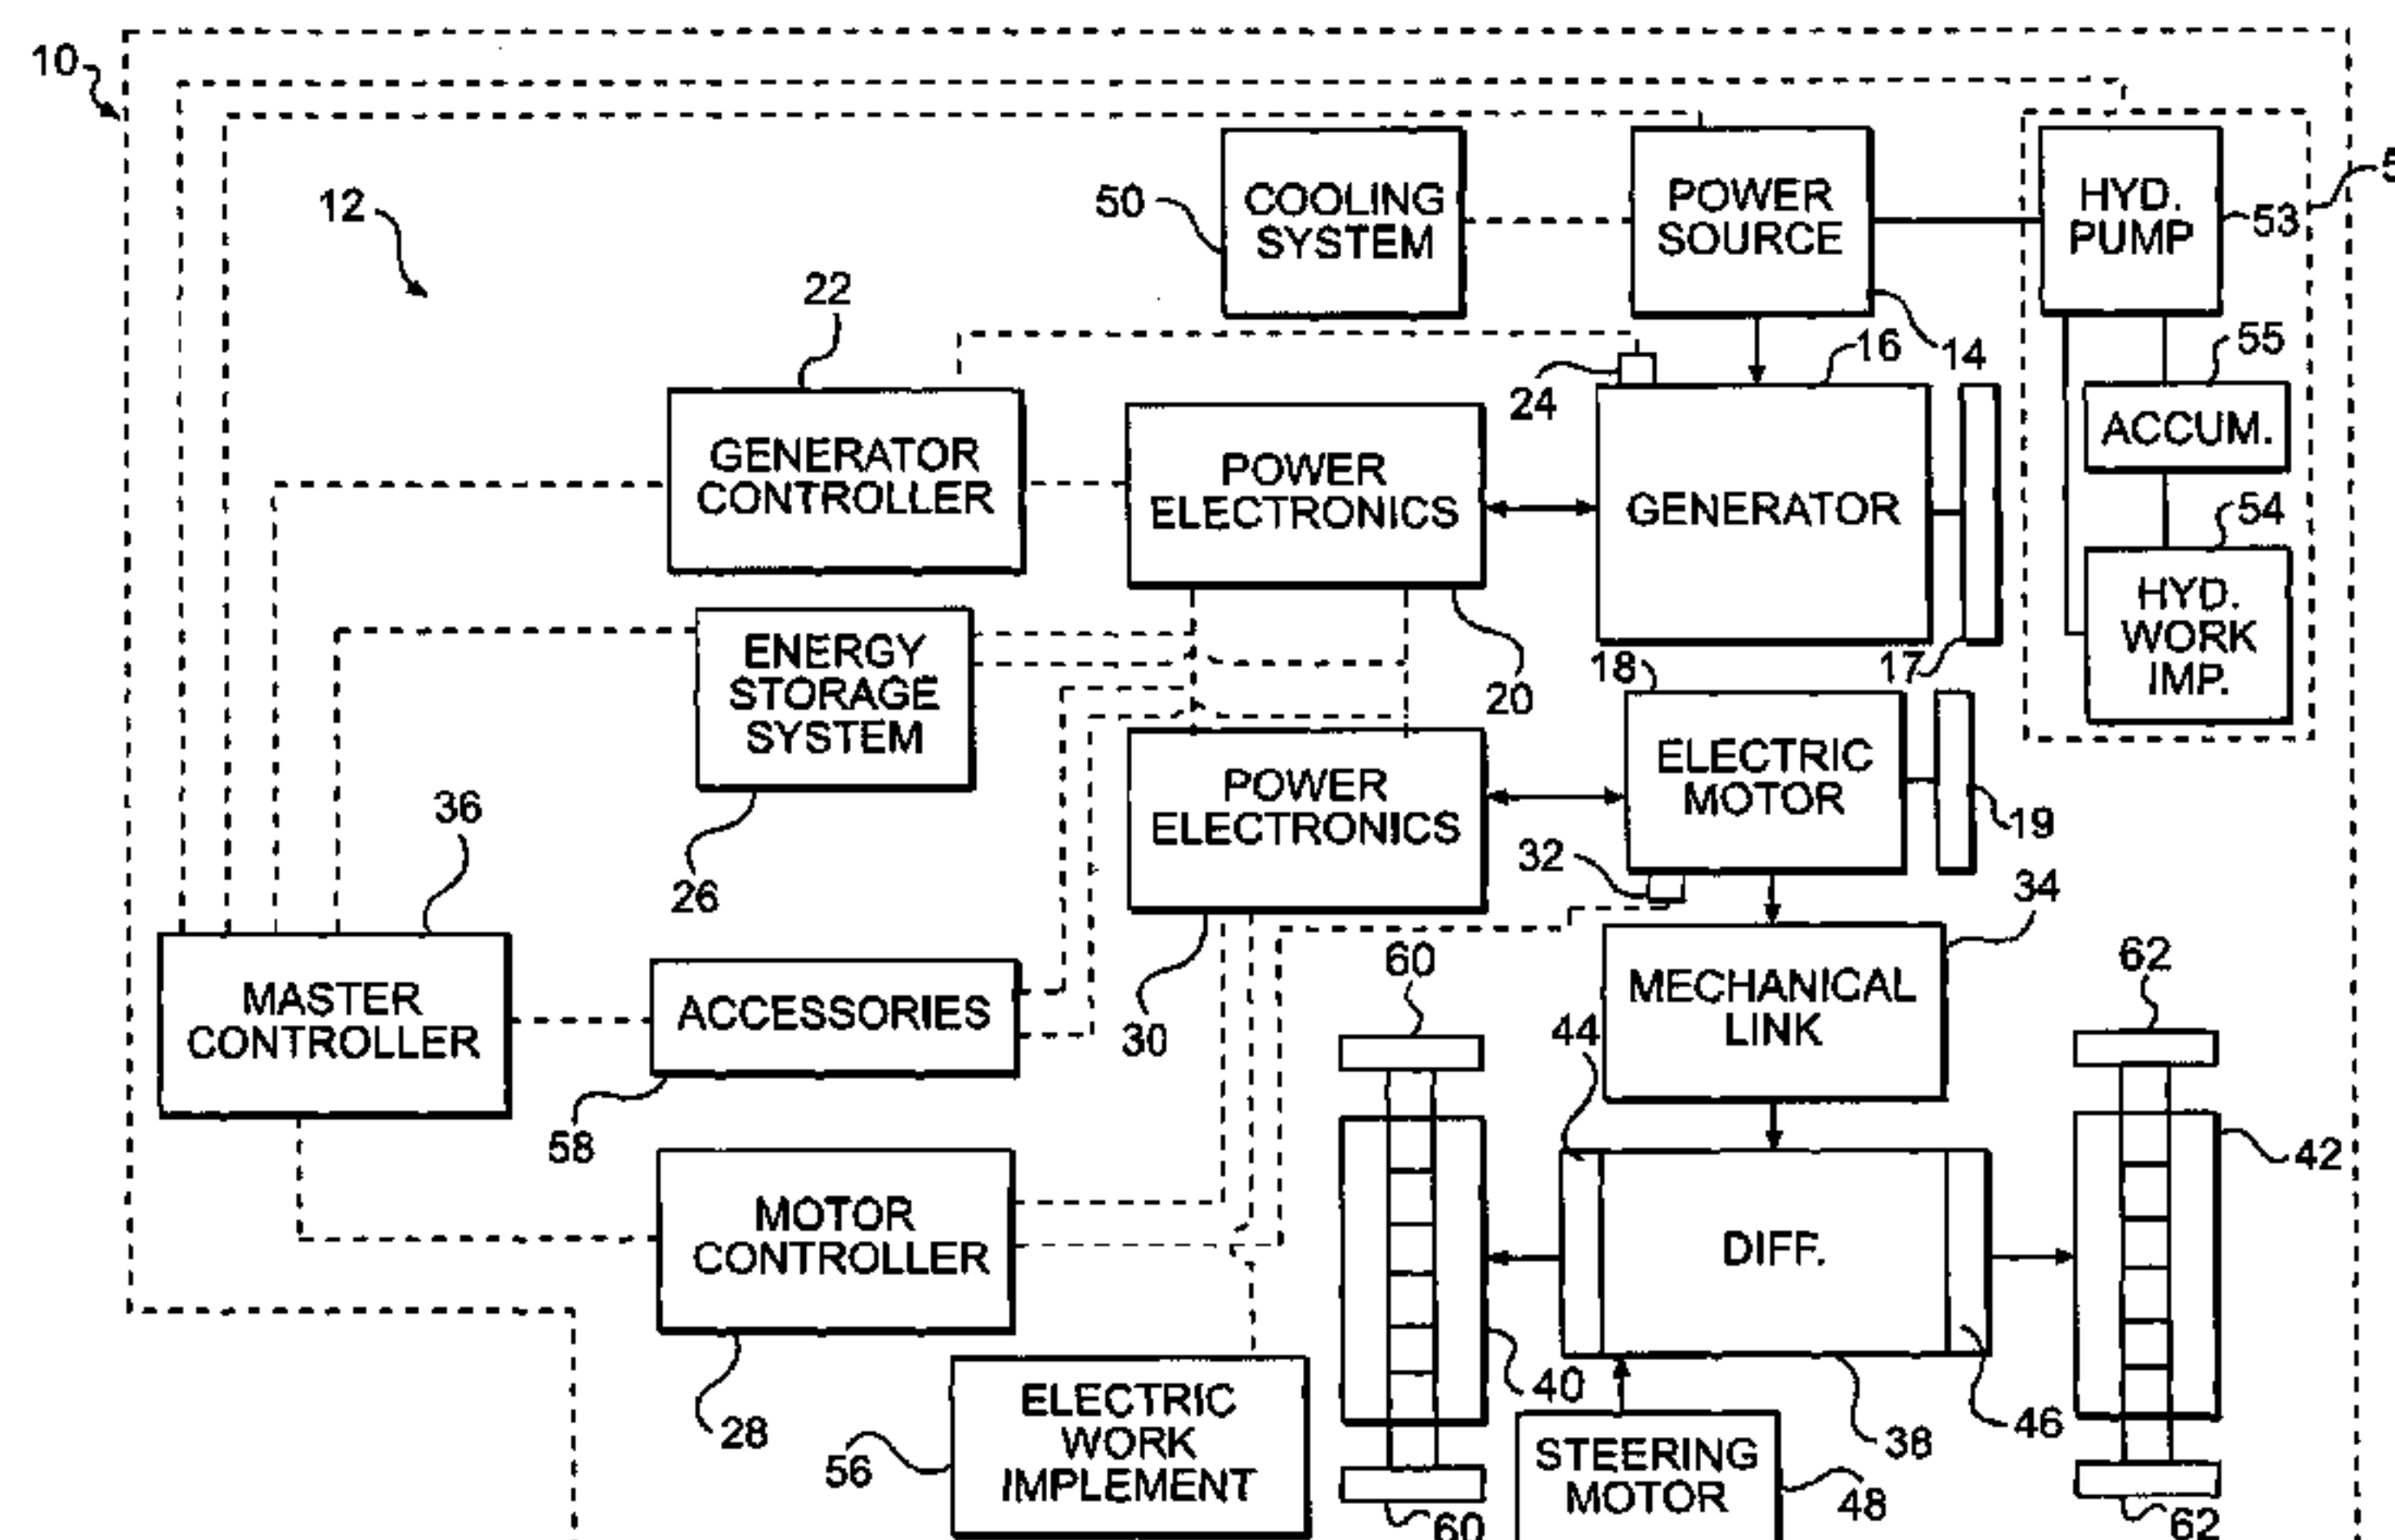 10
12
50
COOLING
SYSTEM
POWER
SOURCE
14
HYD.
PUMP
53
22
GENERATOR
CONTROLLER
24
POWER
ELECTRONICS
20
16
GENERATOR
17
55
ACCUM.
54
HYD.
WORK
IMP.
ENERGY
STORAGE
SYSTEM
26
POWER
ELECTRONICS
30
18
ELECTRIC
MOTOR
19
32
34
MECHANICAL
LINK
36
MASTER
CONTROLLER
ACCESSORIES
58
MOTOR
CONTROLLER
28
56
ELECTRIC
WORK
IMPLEMENT
60
40
60
44
DIFF.
46
38
STEERING
MOTOR
48
62
42
62